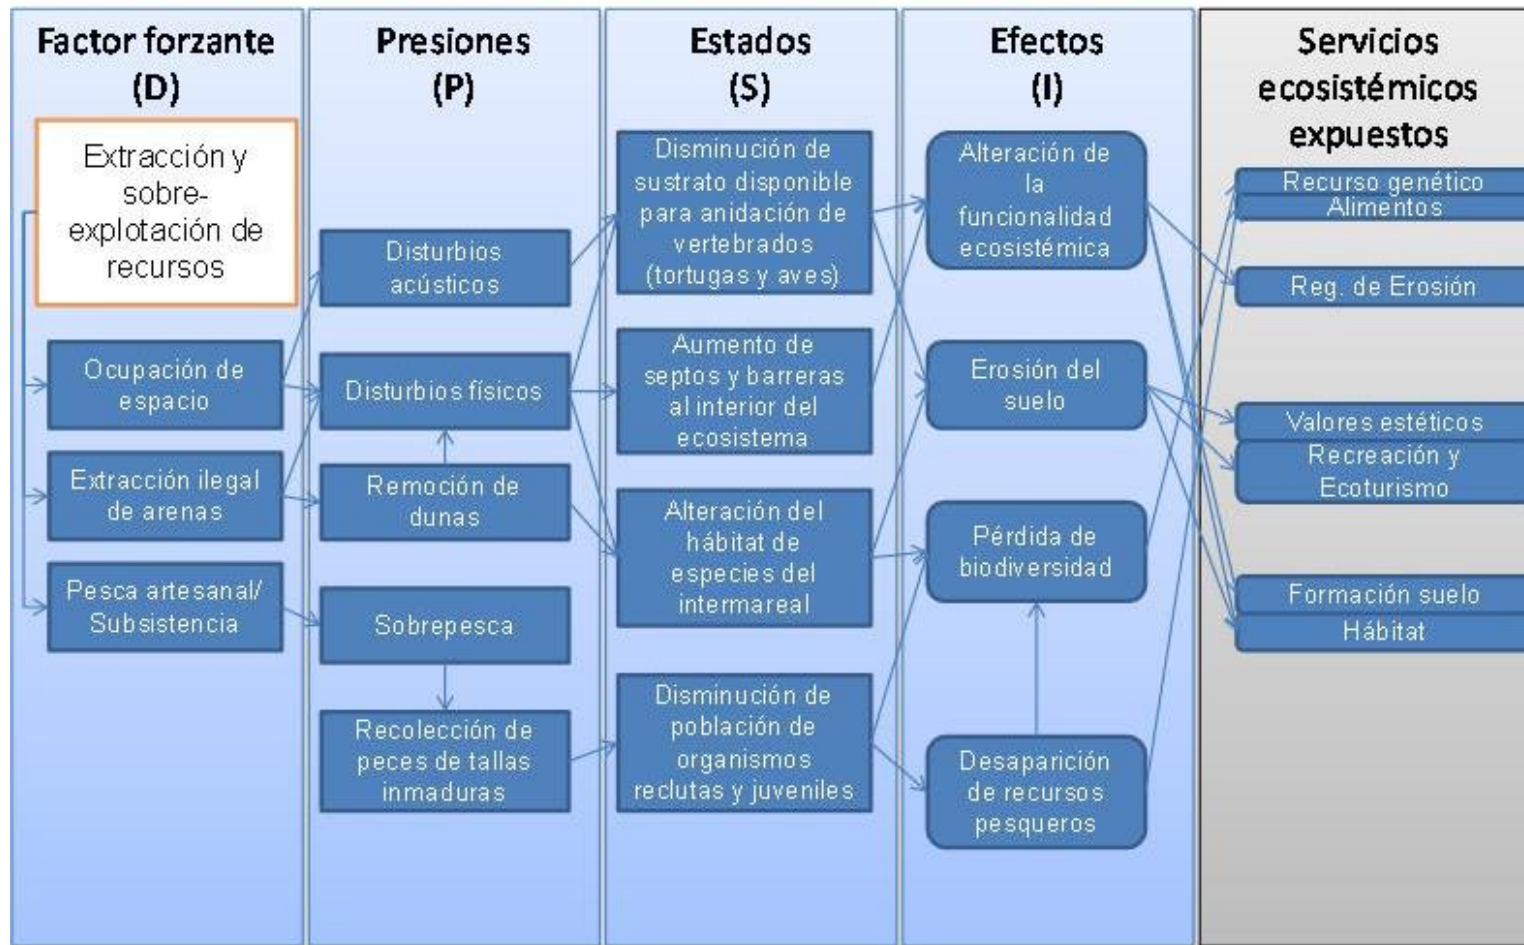 Factor forzante
(D)
Extracción y
sobre-
explotación de
recursos
Ocupación de
espacio
Extracción ilegal
de arenas
Pesca artesanal/
Subsistencia
Presiones
(P)
Disturbios
acústicos
Disturbios físicos
Remoción de
dunas
Sobrepesca
Recolección de
peces de tallas
inmaduras
Estados
(S)
Disminución de
sustrato disponible
para anidación de
vertebrados
(tortugas y aves)
Aumento de
septos y barreras
al interior del
ecosistema
Alteración del
hábitat de
especies del
intermareal
Disminución de
población de
organismos
reclutas y juveniles
Efectos
(I)
Alteración de
la
funcionalidad
ecosistémica
Erosión del
suelo
Pérdida de
biodiversidad
Desaparición
de recursos
pesqueros
Servicios
ecosistémicos
expuestos
Recurso genético
Alimentos
Reg. de Erosión
Valores estéticos
Recreación y
Ecoturismo
Formación suelo
Hábitat